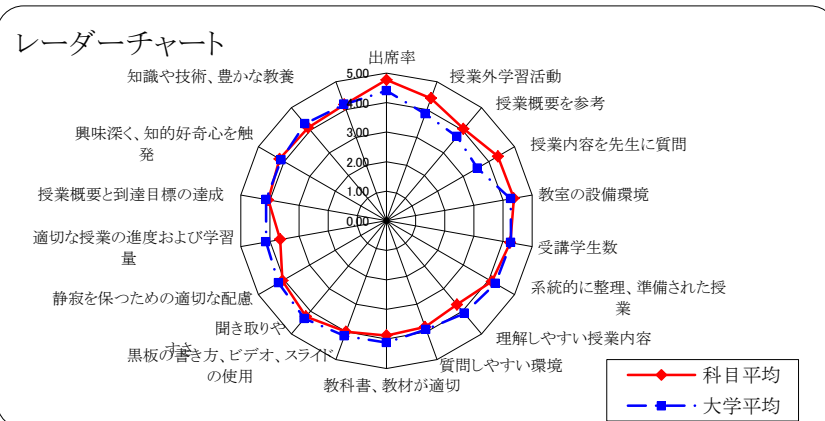 レーダーチャート
出席率
授業外学習活動
授業概要を参考
授業内容を先生に質問
教室の設備環境
受講学生数
系統的に整理、準備された授
業
理解しやすい授業内容
質問しやすい環境
教科書、教材が適切
黒板の書き方、ビデオ、スライド
の使用
聞き取りや
すさ
静寂を保つための適切な配慮
適切な授業の進度および学習
量
授業概要と到達目標の達成
興味深く、知的好奇心を触
発
知識や技術、豊かな教養
5.00
4.00
3.00
2.00
1.00
0.00
科目平均
大学平均